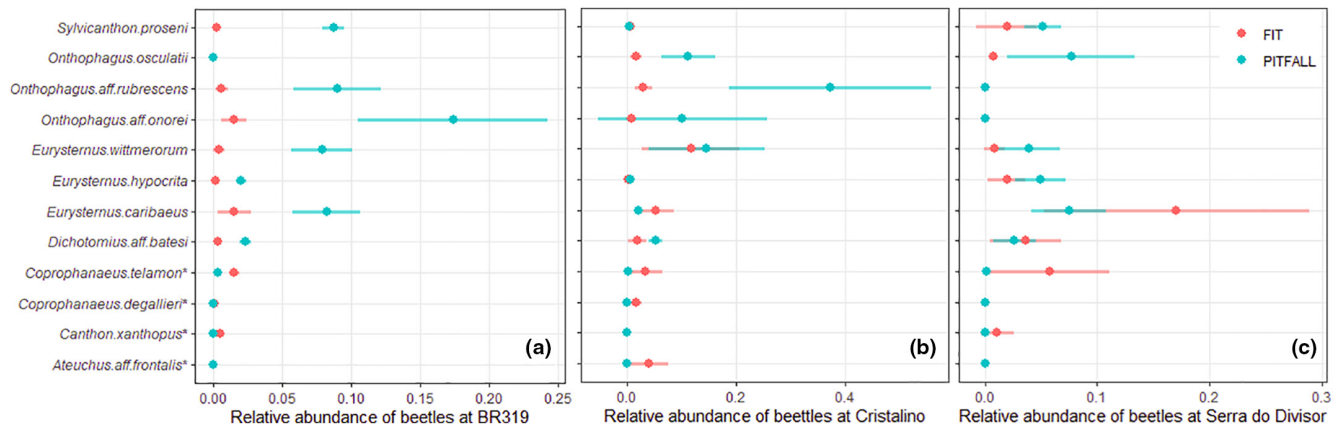 Sylvicanthon.proseni
Onthophagus.osculatii
Onthophagus.aff.rubrescens
Onthophagus.aff.onorei
Eurysternus.wittmerorum
Eurysternus.hypocrita
Eurysternus.caribaeus
Dichotomius.aff.batesi
Coprophanaeus.telamon*
Coprophanaeus.degallieri*
Canthon.xanthopus*
Ateuchus.aff.frontalis*
(a)
0.00 0.05 0.10 0.15 0.20 0.25
Relative abundance of beetles at BR319
(b)
0.0 0.2 0.4
Relative abundance of beettles at Cristalino
FIT
PITFALL
(c)
0.0 0.1 0.2 0.3
Relative abundance of beetles at Serra do Divisor